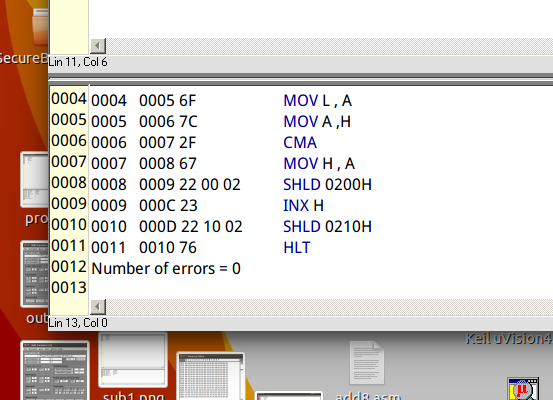 SecureB
Lin 11, Col 6
0004 0004 0005 6F MOV L , A
0005 0005 0006 7C MOV A ,H
0006 0006 0007 2F CMA
0007 0007 0008 67 MOV H , A
0008 0008 0009 22 00 02 SHLD 0200H
0009 0009 000C 23 INX H
0010 0010 000D 22 10 02 SHLD 0210H
0011 0011 0010 76 HLT
0012 Number of errors = 0
0013
pro
out
Lin 13, Col 0
Keil uVision4
sub1.png
add8.asm